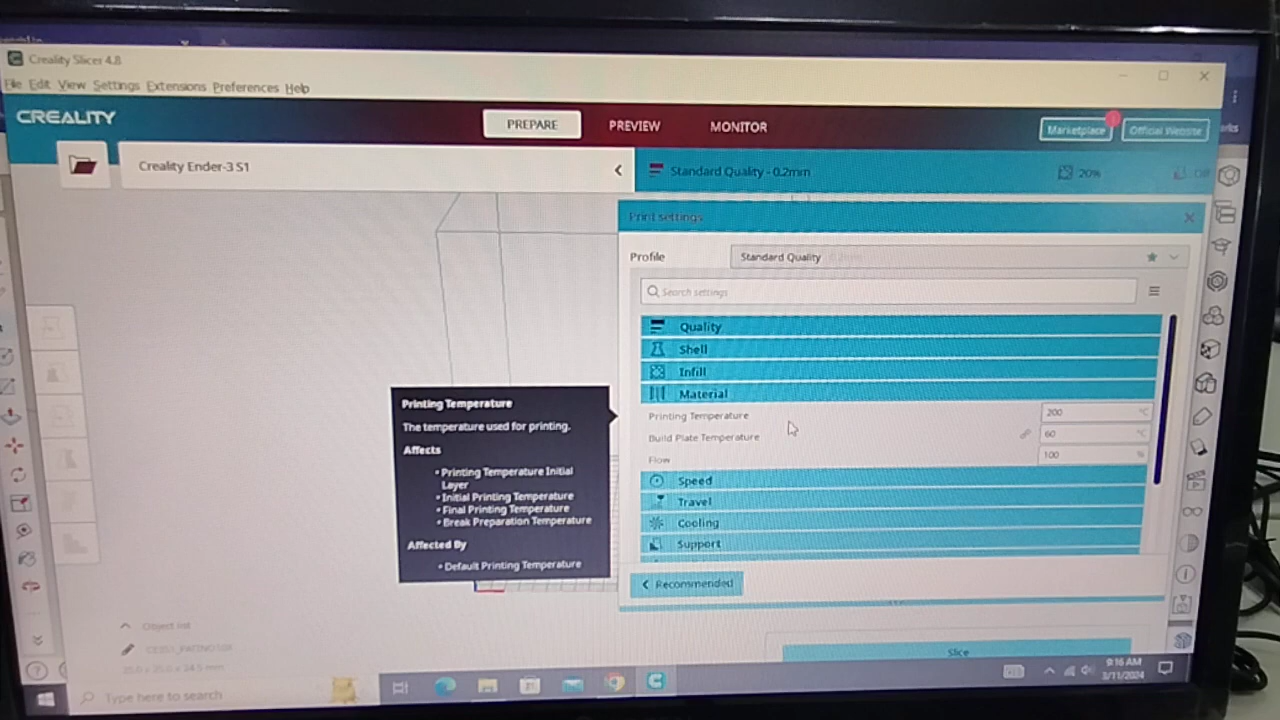 Creality Slicer 4.8
File Edit View Settings Extensions Preferences Help
CREALITY
PREPARE
PREVIEW
MONITOR
Marketplace
1
Official Website
Creality Ender-3 S1
Standard Quality - 0.2mm
20%
Print settings
Profile
Standard Quality
Search settings
Quality
Shell
Infill
Material
Printing Temperature 200 °C
Build Plate Temperature 60 °C
Flow 100 %
Speed
Travel
Cooling
Support
Recommended
Printing Temperature
The temperature used for printing.
Affects
• Printing Temperature Initial
Layer
• Initial Printing Temperature
• Final Printing Temperature
• Break Preparation Temperature
Affected By
• Default Printing Temperature
Object list
Slice
Type here to search
9:16 AM
3/11/2024